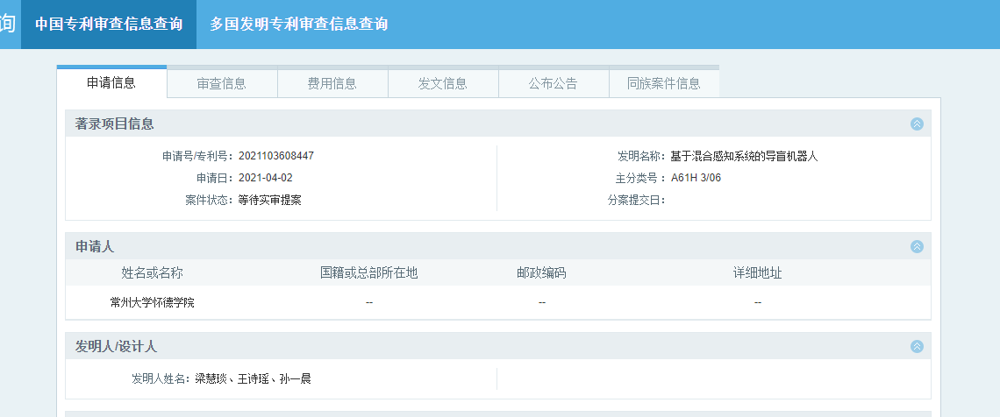 询 中国专利审查信息查询 多国发明专利审查信息查询
申请信息 审查信息 费用信息 发文信息 公布公告 同族案件信息
著录项目信息
申请号/专利号：2021103608447 发明名称：基于混合感知系统的导盲机器人
申请日：2021-04-02 主分类号：A61H 3/06
案件状态：等待实审提案 分案提交日：
申请人
姓名或名称 国籍或总部所在地 邮政编码 详细地址
常州大学怀德学院 -- -- --
发明人/设计人
发明人姓名：梁慧琰、王诗瑶、孙一晨